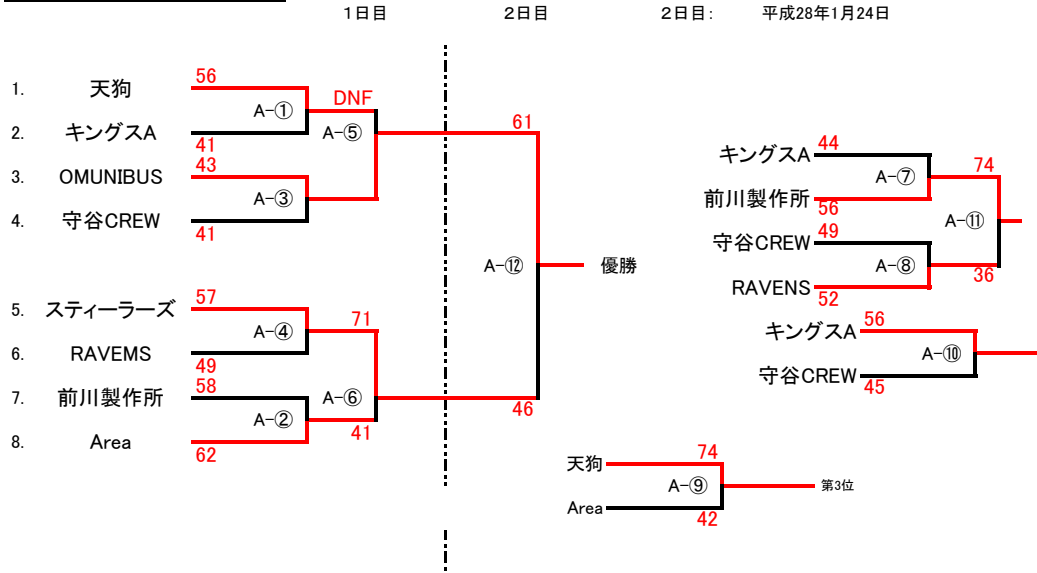 1日目 2日目 2日目: 平成28年1月24日
1. 天狗 56
A-① DNF
2. キングスA 41
A-⑤
3. OMUNIBUS 43
A-③
4. 守谷CREW 41
5. スティーラーズ 57
A-④ 71
6. RAVEMS 49
A-⑥
7. 前川製作所 58
A-② 41
8. Area 62
61
A-⑫ 優勝
46
キングスA 44
A-⑦ 74
前川製作所 56
A-⑪
守谷CREW 49
A-⑧ 36
RAVENS 52
キングスA 56
A-⑩
守谷CREW 45
天狗 74
A-⑨ 第3位
Area 42